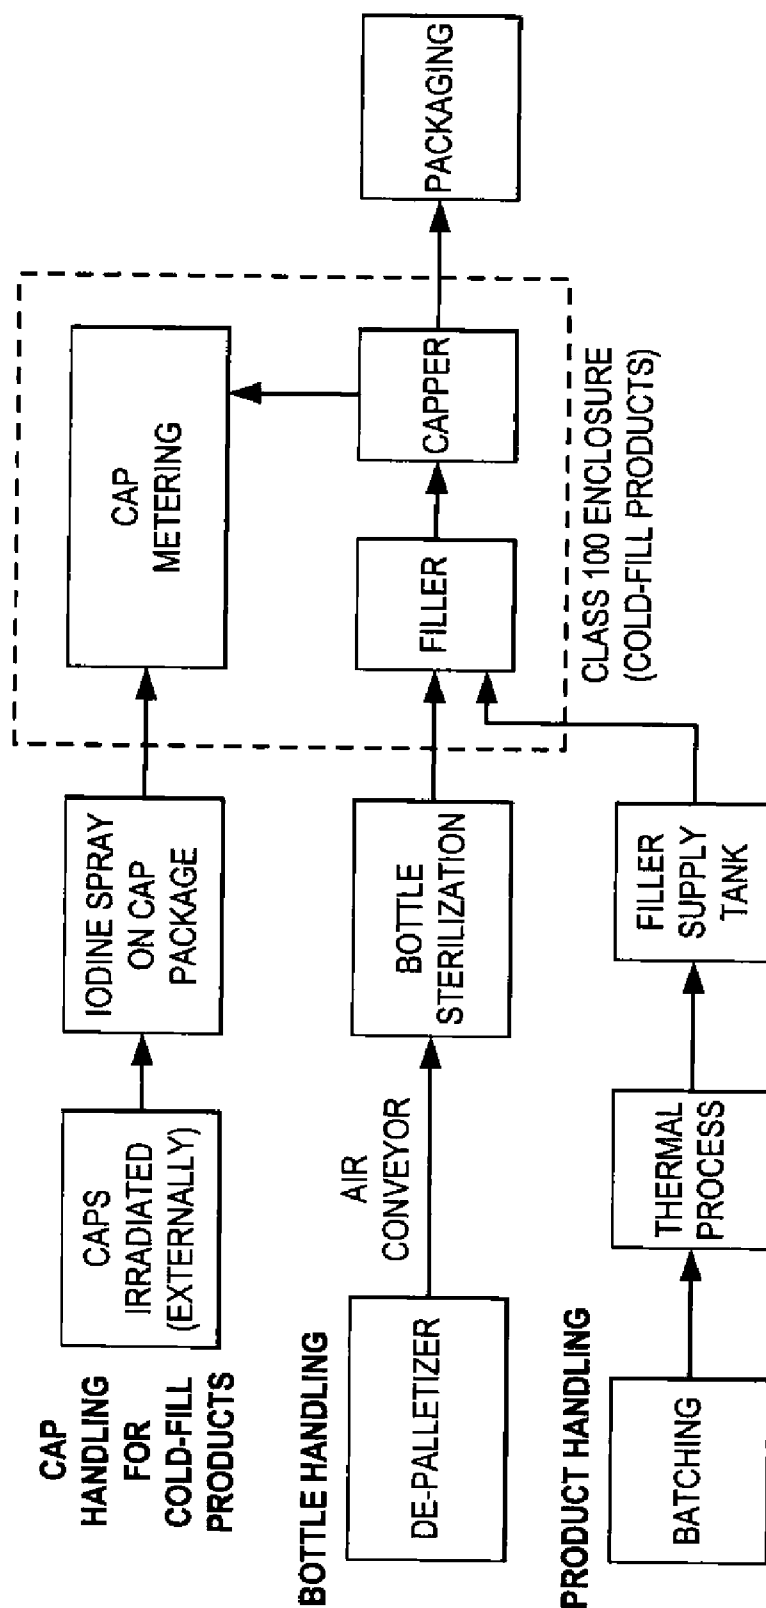 CAP
HANDLING
FOR
COLD-FILL
PRODUCTS
CAPS
IRRADIATED
(EXTERNALLY)
IODINE SPRAY
ON CAP
PACKAGE
CAP
METERING
BOTTLE HANDLING
DE-PALLETIZER
AIR
CONVEYOR
BOTTLE
STERILIZATION
FILLER
CAPPER
PACKAGING
CLASS 100 ENCLOSURE
(COLD-FILL PRODUCTS)
PRODUCT HANDLING
BATCHING
THERMAL
PROCESS
FILLER
SUPPLY
TANK